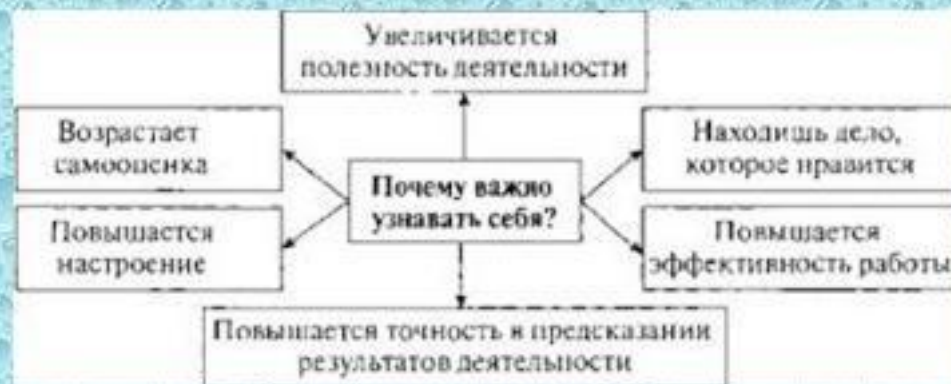 Увеличивается
полезность деятельности
Возрастает
самооценка
Находишь дело,
которое нравится
Почему важно
узнавать себя?
Повышается
настроение
Повышается
эффективность работы
Повышается точность в предсказании
результатов деятельности